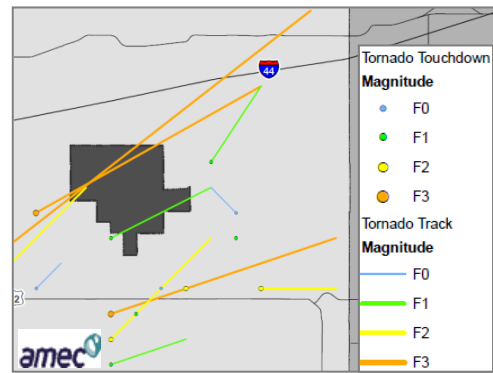 44
Tornado Touchdown
Magnitude
F0
F1
F2
F3
Tornado Track
Magnitude
F0
F1
F2
F3
2
amec